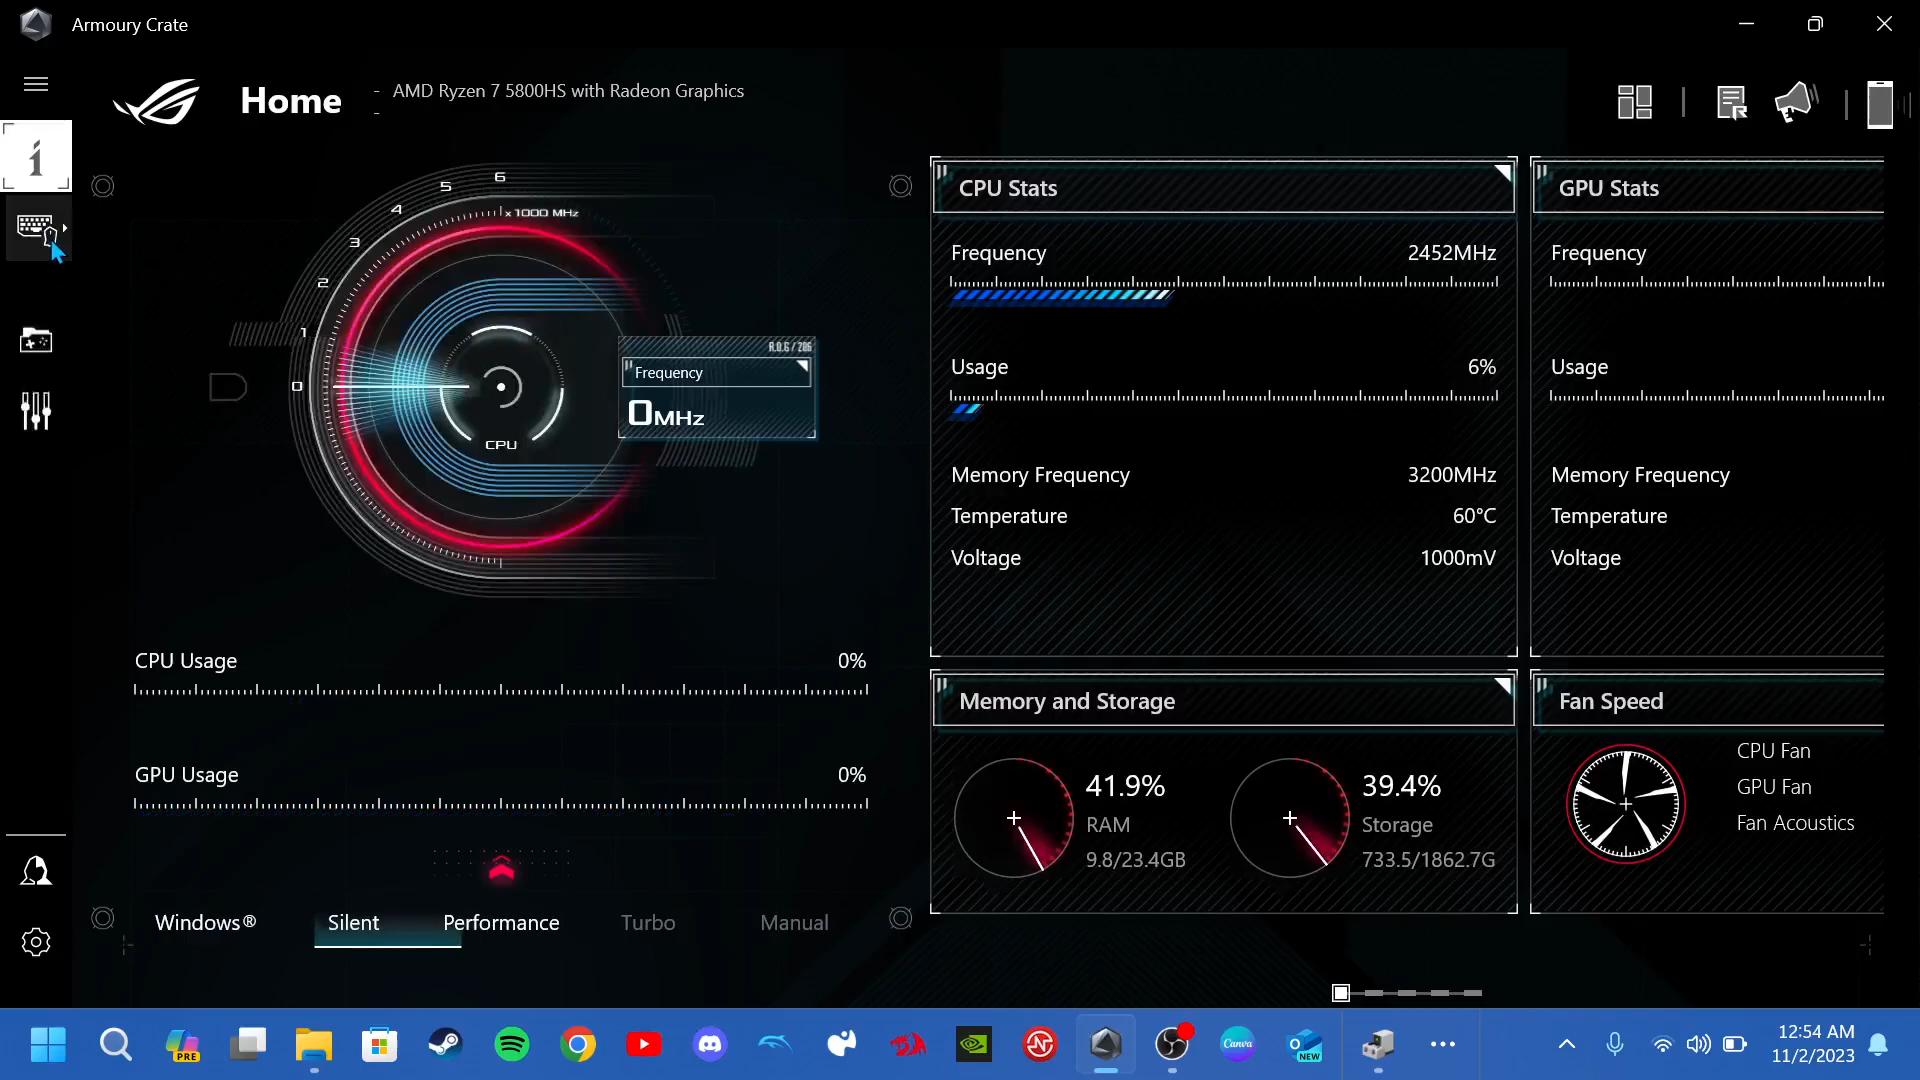 Armoury Crate
Home
- AMD Ryzen 7 5800HS with Radeon Graphics
-
6
5
4
3
2
1
0
x 1000 MHz
CPU
R.O.G / 206
Frequency
0MHz
CPU Usage 0%
GPU Usage 0%
Windows® Silent Performance Turbo Manual
CPU Stats
Frequency 2452MHz
Usage 6%
Memory Frequency 3200MHz
Temperature 60°C
Voltage 1000mV
GPU Stats
Frequency
Usage
Memory Frequency
Temperature
Voltage
Memory and Storage
41.9%
RAM
9.8/23.4GB
39.4%
Storage
733.5/1862.7G
Fan Speed
CPU Fan
GPU Fan
Fan Acoustics
PRE
Canva
NEW
12:54 AM
11/2/2023